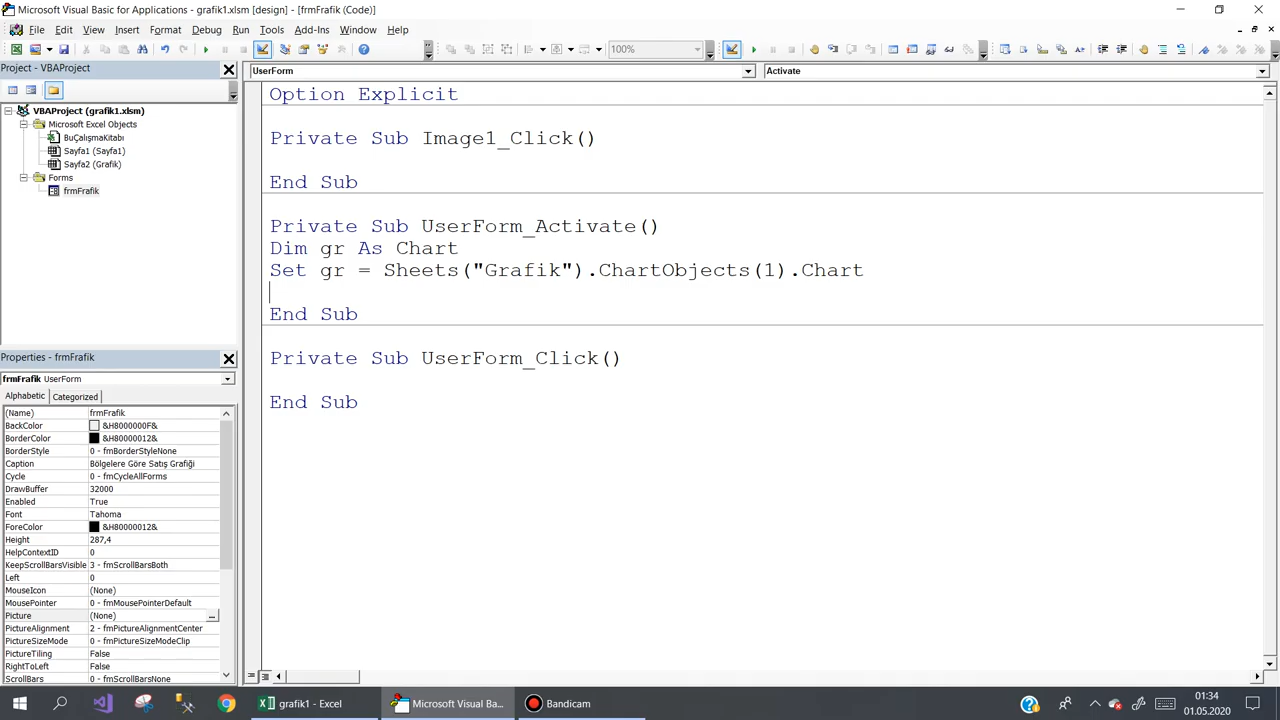 Microsoft Visual Basic for Applications - grafik1.xlsm [design] - [frmFrafik (Code)]
File Edit View Insert Format Debug Run Tools Add-Ins Window Help
100%
Project - VBAProject
UserForm Activate
VBAProject (grafik1.xlsm)
Microsoft Excel Objects
BuÇalışmaKitabı
Sayfa1 (Sayfa1)
Sayfa2 (Grafik)
Forms
frmFrafik
Option Explicit
Private Sub Image1_Click()
End Sub
Private Sub UserForm_Activate()
Dim gr As Chart
Set gr = Sheets("Grafik").ChartObjects(1).Chart
End Sub
Private Sub UserForm_Click()
End Sub
Properties - frmFrafik
frmFrafik UserForm
Alphabetic Categorized
(Name) frmFrafik
BackColor &H8000000F&
BorderColor &H80000012&
BorderStyle 0 - fmBorderStyleNone
Caption Bölgelere Göre Satış Grafiği
Cycle 0 - fmCycleAllForms
DrawBuffer 32000
Enabled True
Font Tahoma
ForeColor &H80000012&
Height 287,4
HelpContextID 0
KeepScrollBarsVisible 3 - fmScrollBarsBoth
Left 0
MouseIcon (None)
MousePointer 0 - fmMousePointerDefault
Picture (None) ...
PictureAlignment 2 - fmPictureAlignmentCenter
PictureSizeMode 0 - fmPictureSizeModeClip
PictureTiling False
RightToLeft False
ScrollBars 0 - fmScrollBarsNone
grafik1 - Excel
Microsoft Visual Ba...
Bandicam
01:34
01.05.2020